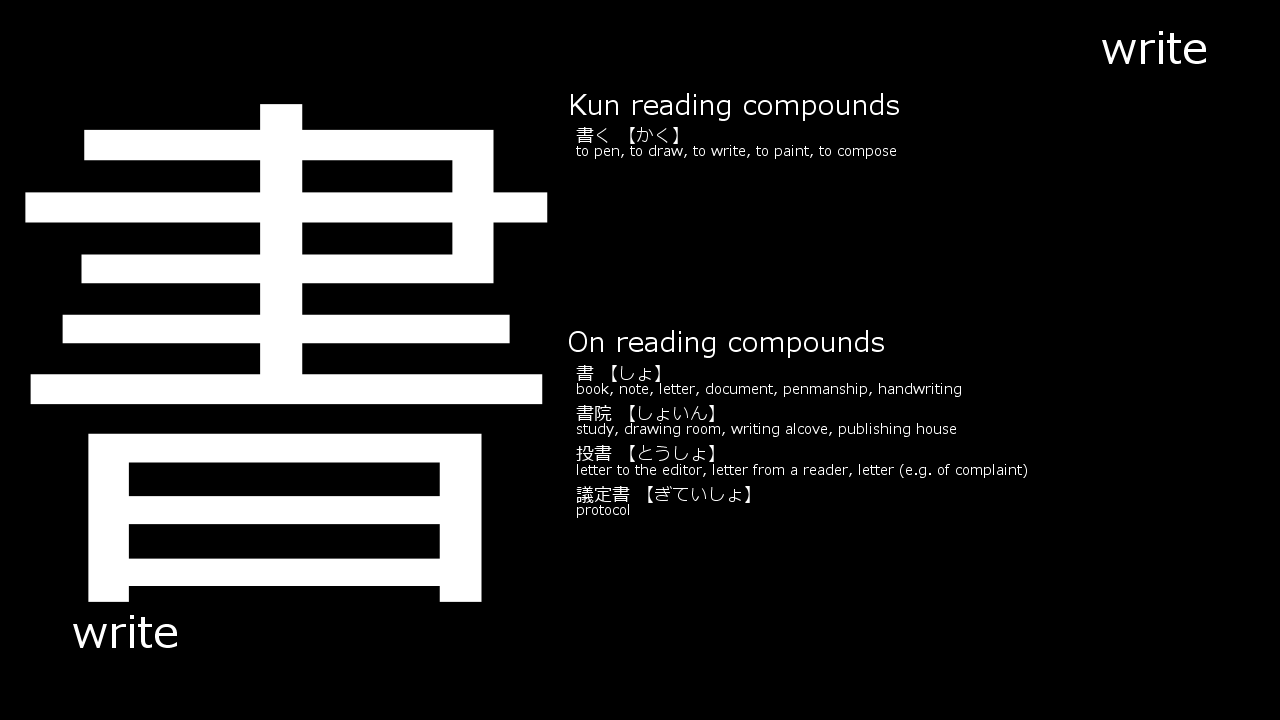 write
書
write
Kun reading compounds
書く 【かく】
to pen, to draw, to write, to paint, to compose
On reading compounds
書 【しょ】
book, note, letter, document, penmanship, handwriting
書院 【しょいん】
study, drawing room, writing alcove, publishing house
投書 【とうしょ】
letter to the editor, letter from a reader, letter (e.g. of complaint)
議定書 【ぎていしょ】
protocol